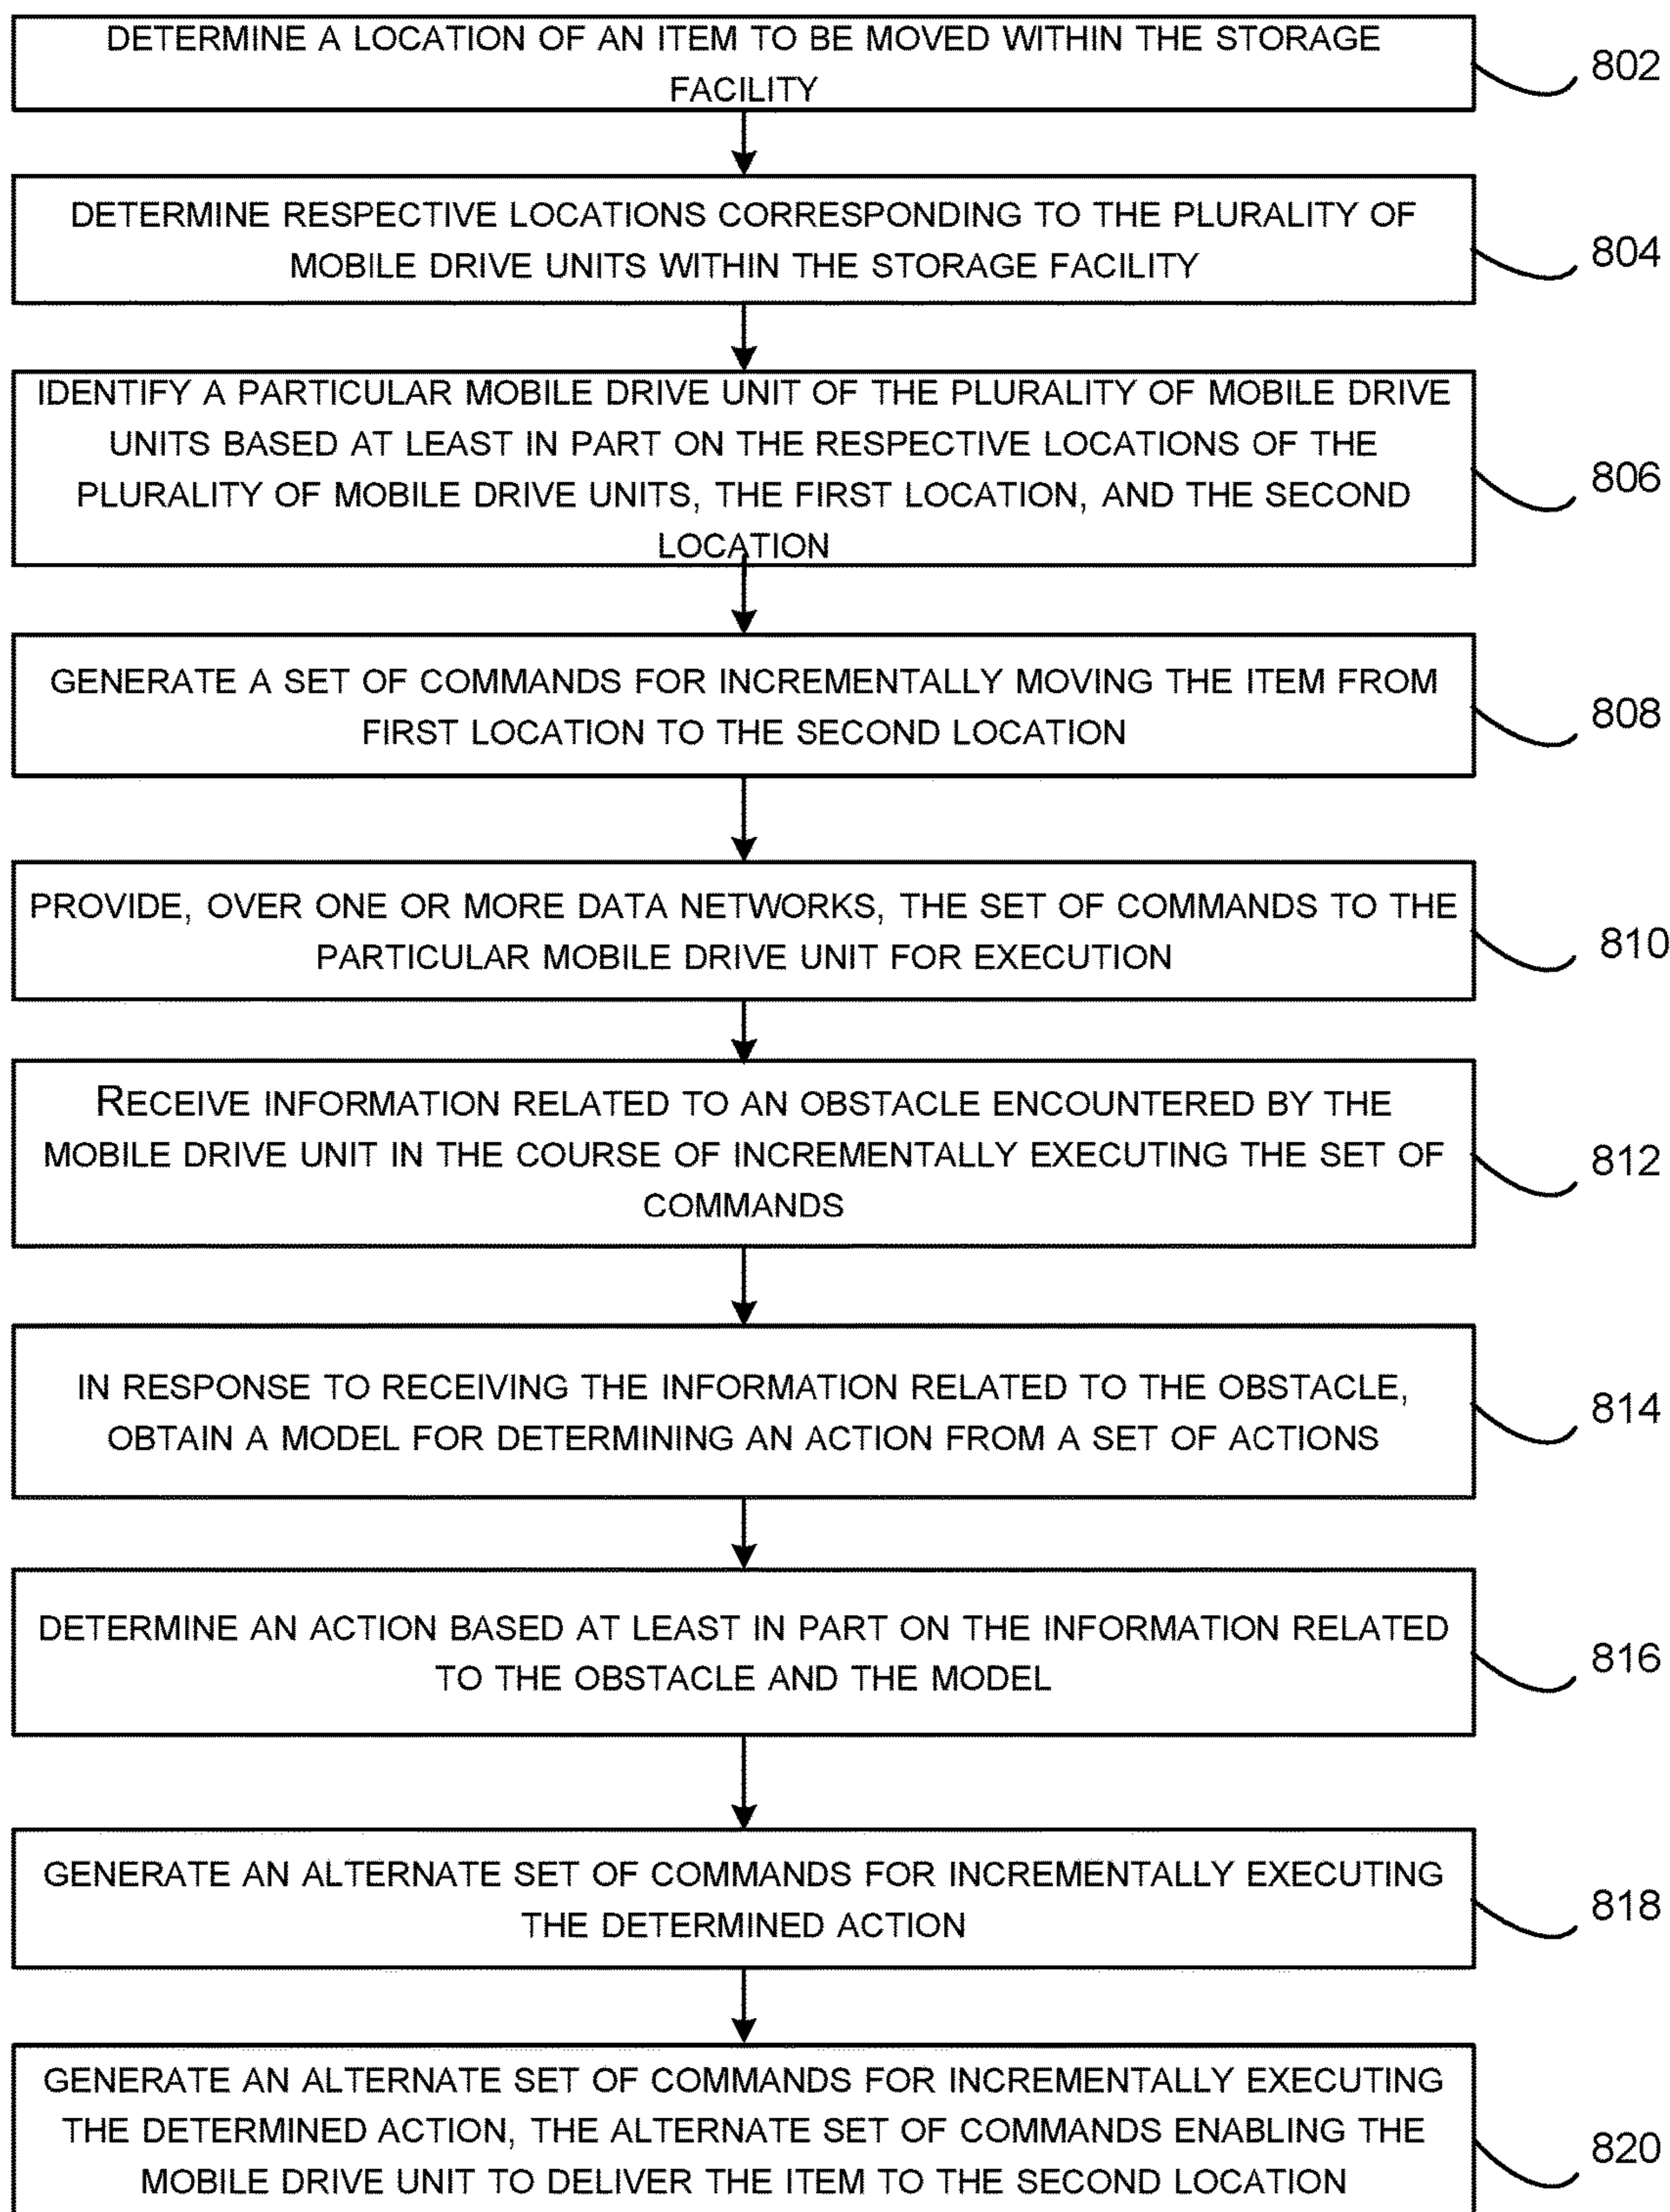 DETERMINE A LOCATION OF AN ITEM TO BE MOVED WITHIN THE STORAGE
FACILITY
802
DETERMINE RESPECTIVE LOCATIONS CORRESPONDING TO THE PLURALITY OF
MOBILE DRIVE UNITS WITHIN THE STORAGE FACILITY
804
IDENTIFY A PARTICULAR MOBILE DRIVE UNIT OF THE PLURALITY OF MOBILE DRIVE
UNITS BASED AT LEAST IN PART ON THE RESPECTIVE LOCATIONS OF THE
PLURALITY OF MOBILE DRIVE UNITS, THE FIRST LOCATION, AND THE SECOND
LOCATION
806
GENERATE A SET OF COMMANDS FOR INCREMENTALLY MOVING THE ITEM FROM
FIRST LOCATION TO THE SECOND LOCATION
808
PROVIDE, OVER ONE OR MORE DATA NETWORKS, THE SET OF COMMANDS TO THE
PARTICULAR MOBILE DRIVE UNIT FOR EXECUTION
810
RECEIVE INFORMATION RELATED TO AN OBSTACLE ENCOUNTERED BY THE
MOBILE DRIVE UNIT IN THE COURSE OF INCREMENTALLY EXECUTING THE SET OF
COMMANDS
812
IN RESPONSE TO RECEIVING THE INFORMATION RELATED TO THE OBSTACLE,
OBTAIN A MODEL FOR DETERMINING AN ACTION FROM A SET OF ACTIONS
814
DETERMINE AN ACTION BASED AT LEAST IN PART ON THE INFORMATION RELATED
TO THE OBSTACLE AND THE MODEL
816
GENERATE AN ALTERNATE SET OF COMMANDS FOR INCREMENTALLY EXECUTING
THE DETERMINED ACTION
818
GENERATE AN ALTERNATE SET OF COMMANDS FOR INCREMENTALLY EXECUTING
THE DETERMINED ACTION, THE ALTERNATE SET OF COMMANDS ENABLING THE
MOBILE DRIVE UNIT TO DELIVER THE ITEM TO THE SECOND LOCATION
820